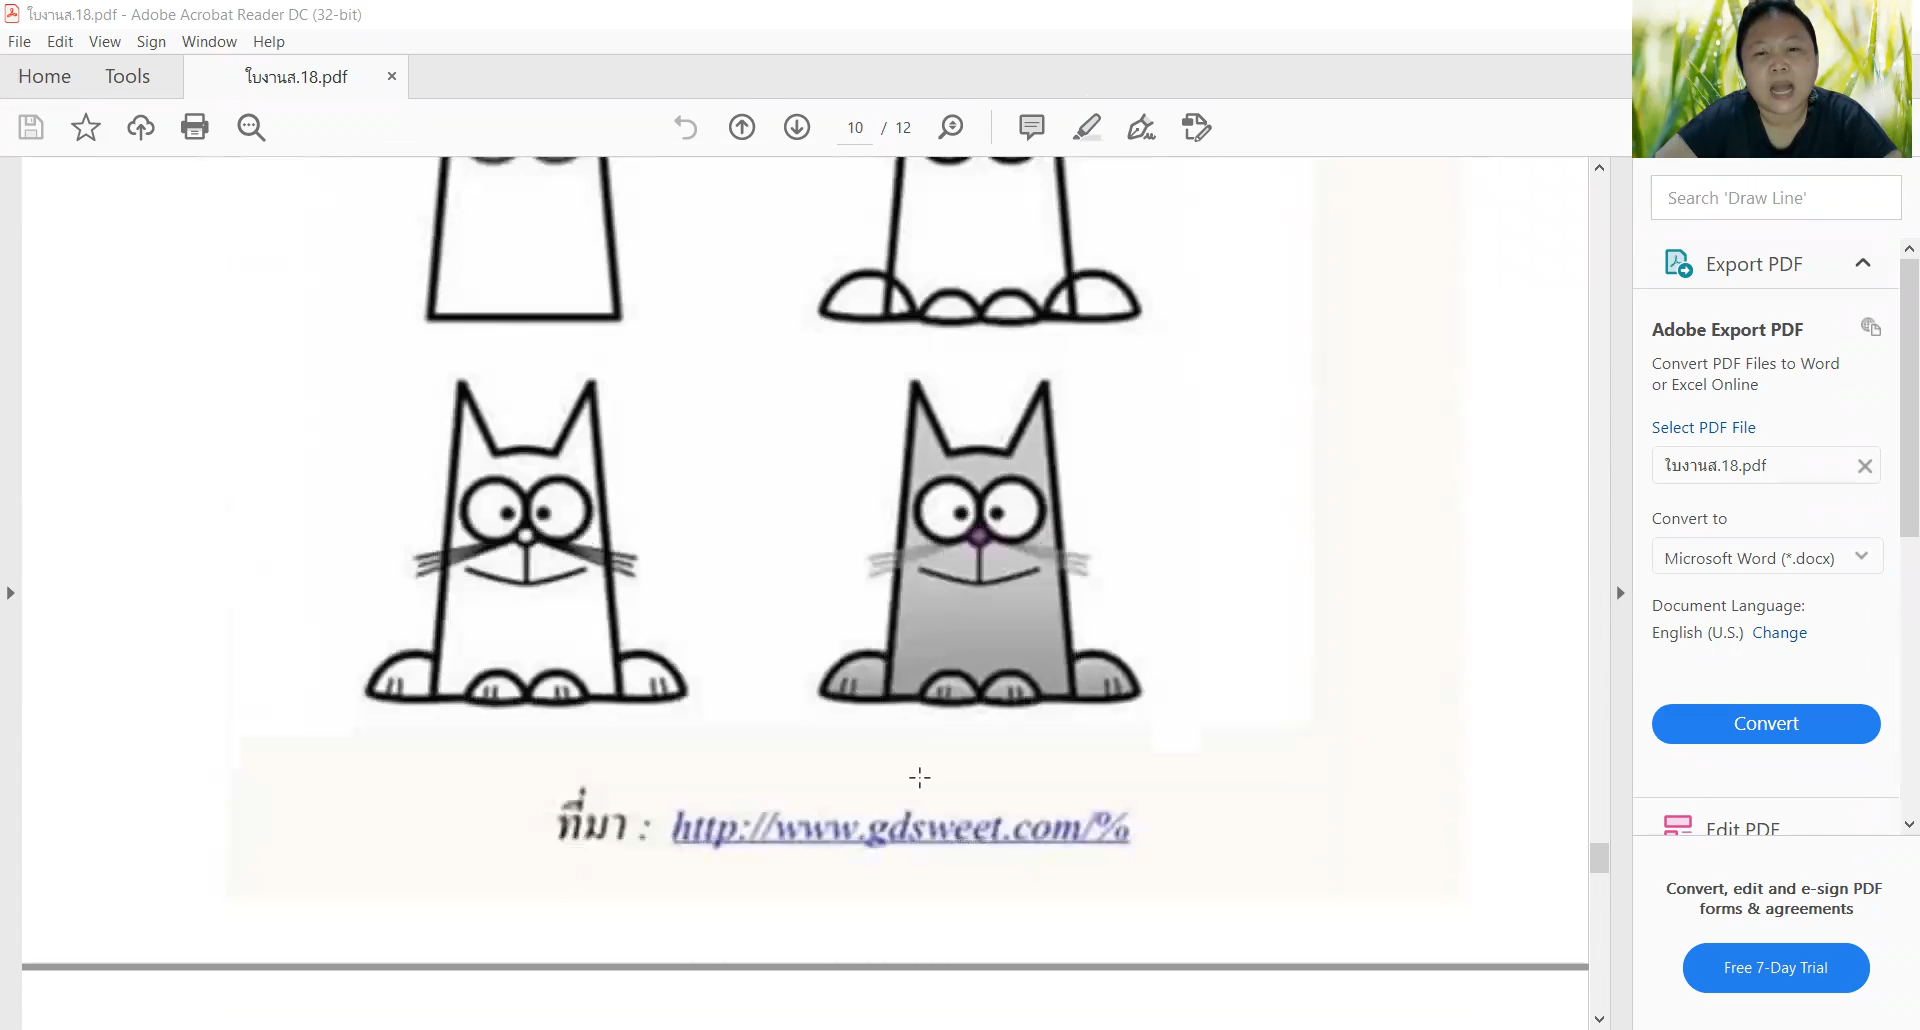 ใบงานส.18.pdf - Adobe Acrobat Reader DC (32-bit)
File Edit View Sign Window Help
Home Tools ใบงานส.18.pdf ×
10 / 12
Search 'Draw Line'
Export PDF
Adobe Export PDF
Convert PDF Files to Word
or Excel Online
Select PDF File
ใบงานส.18.pdf
Convert to
Microsoft Word (*.docx)
Document Language:
English (U.S.) Change
Convert
Edit PDF
Convert, edit and e-sign PDF
forms & agreements
Free 7-Day Trial
ที่มา : http://www.gdsweet.com/%